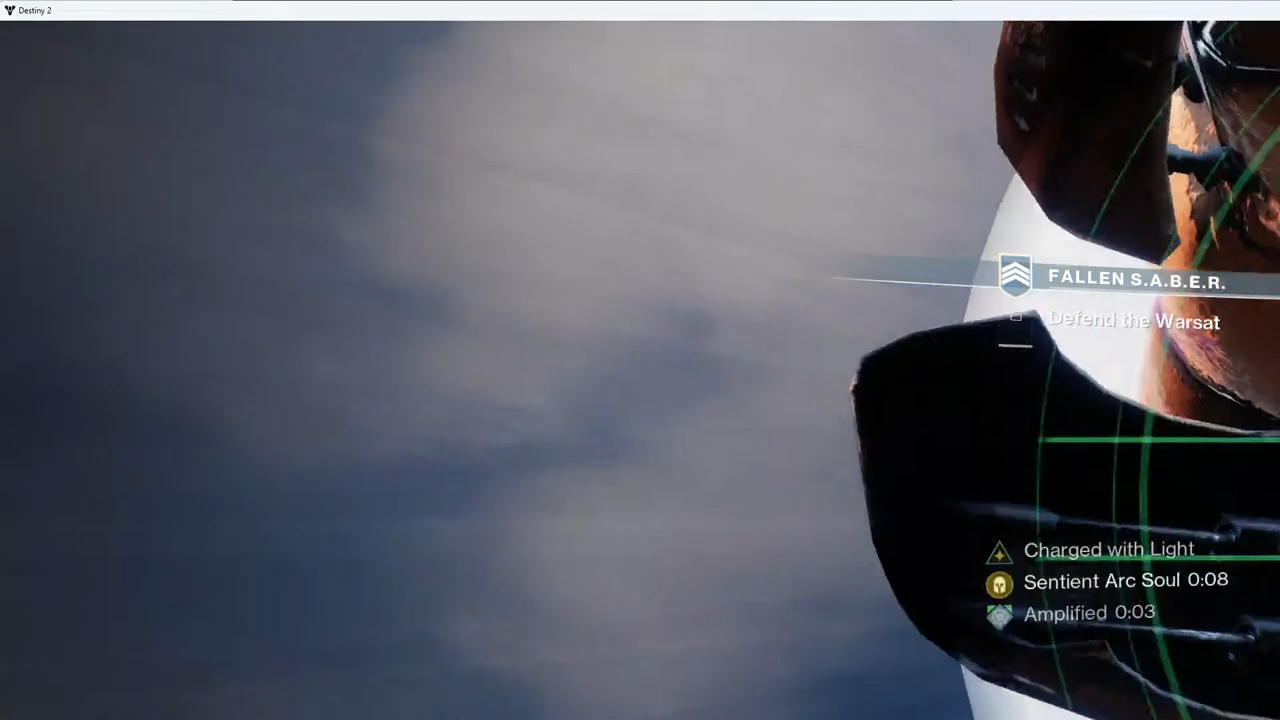 Destiny 2
FALLEN S.A.B.E.R.
Defend the Warsat
Charged with Light
Sentient Arc Soul 0:08
Amplified 0:03